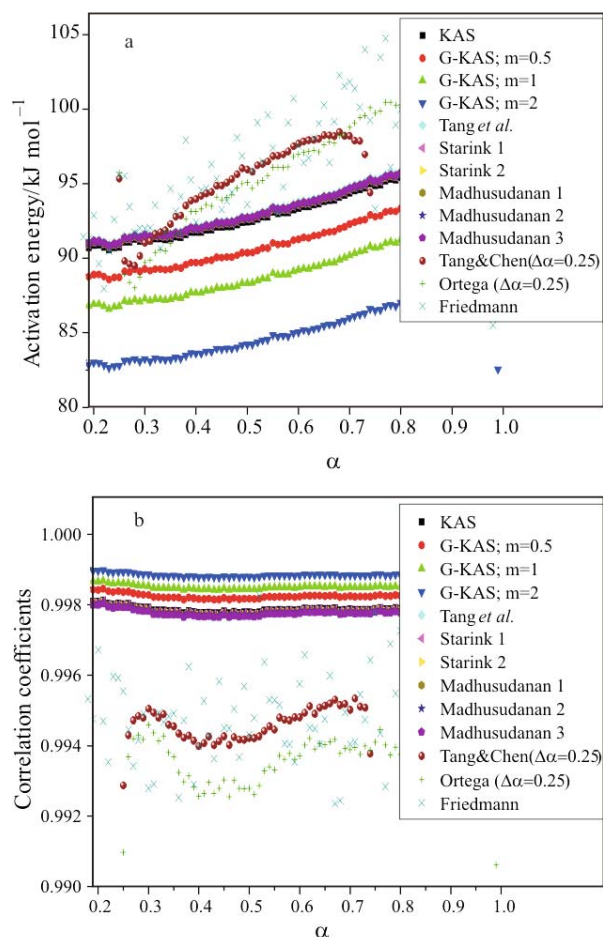 a
105
100
95
90
85
80
Activation energy/kJ mol⁻¹
0.2 0.3 0.4 0.5 0.6 0.7 0.8 0.9 1.0
α
KAS
G-KAS; m=0.5
G-KAS; m=1
G-KAS; m=2
Tang et al.
Starink 1
Starink 2
Madhusudanan 1
Madhusudanan 2
Madhusudanan 3
Tang&Chen(Δα=0.25)
Ortega (Δα=0.25)
Friedmann
b
1.000
0.998
0.996
0.994
0.992
0.990
Correlation coefficients
0.2 0.3 0.4 0.5 0.6 0.7 0.8 0.9 1.0
α
KAS
G-KAS; m=0.5
G-KAS; m=1
G-KAS; m=2
Tang et al.
Starink 1
Starink 2
Madhusudanan 1
Madhusudanan 2
Madhusudanan 3
Tang&Chen(Δα=0.25)
Ortega (Δα=0.25)
Friedmann